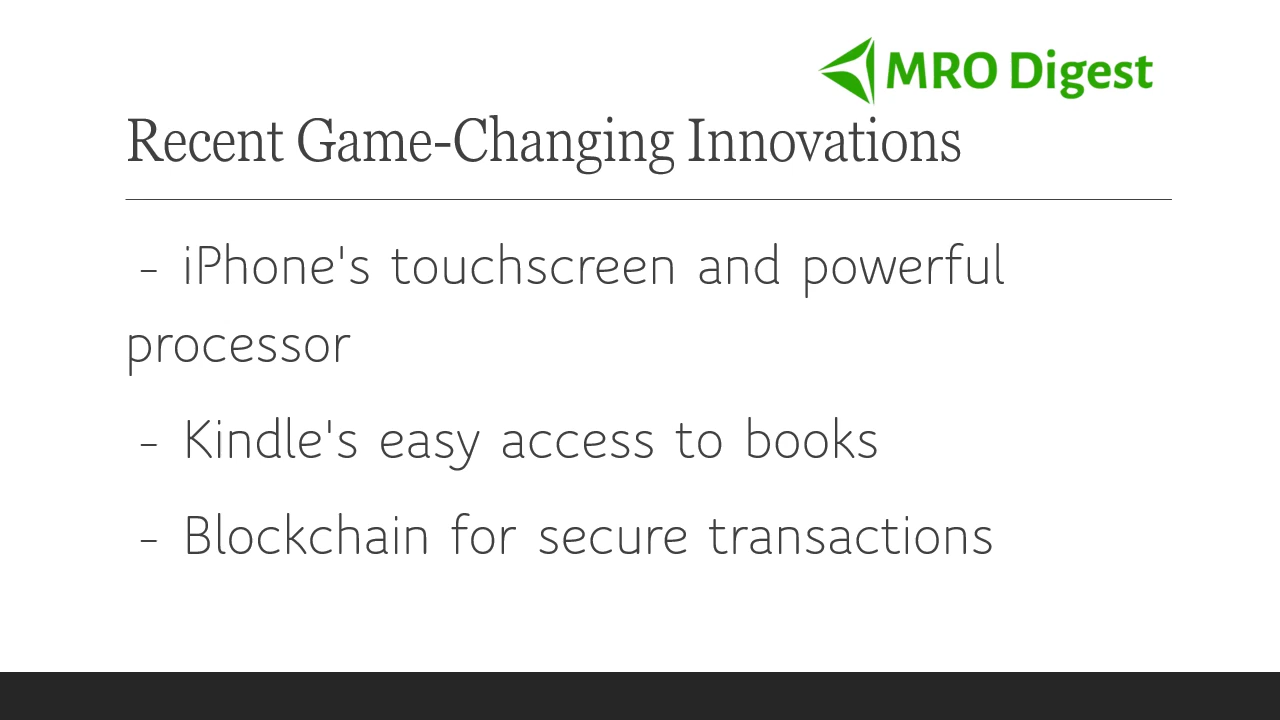 MRO Digest
Recent Game-Changing Innovations
- iPhone's touchscreen and powerful
processor
- Kindle's easy access to books
- Blockchain for secure transactions